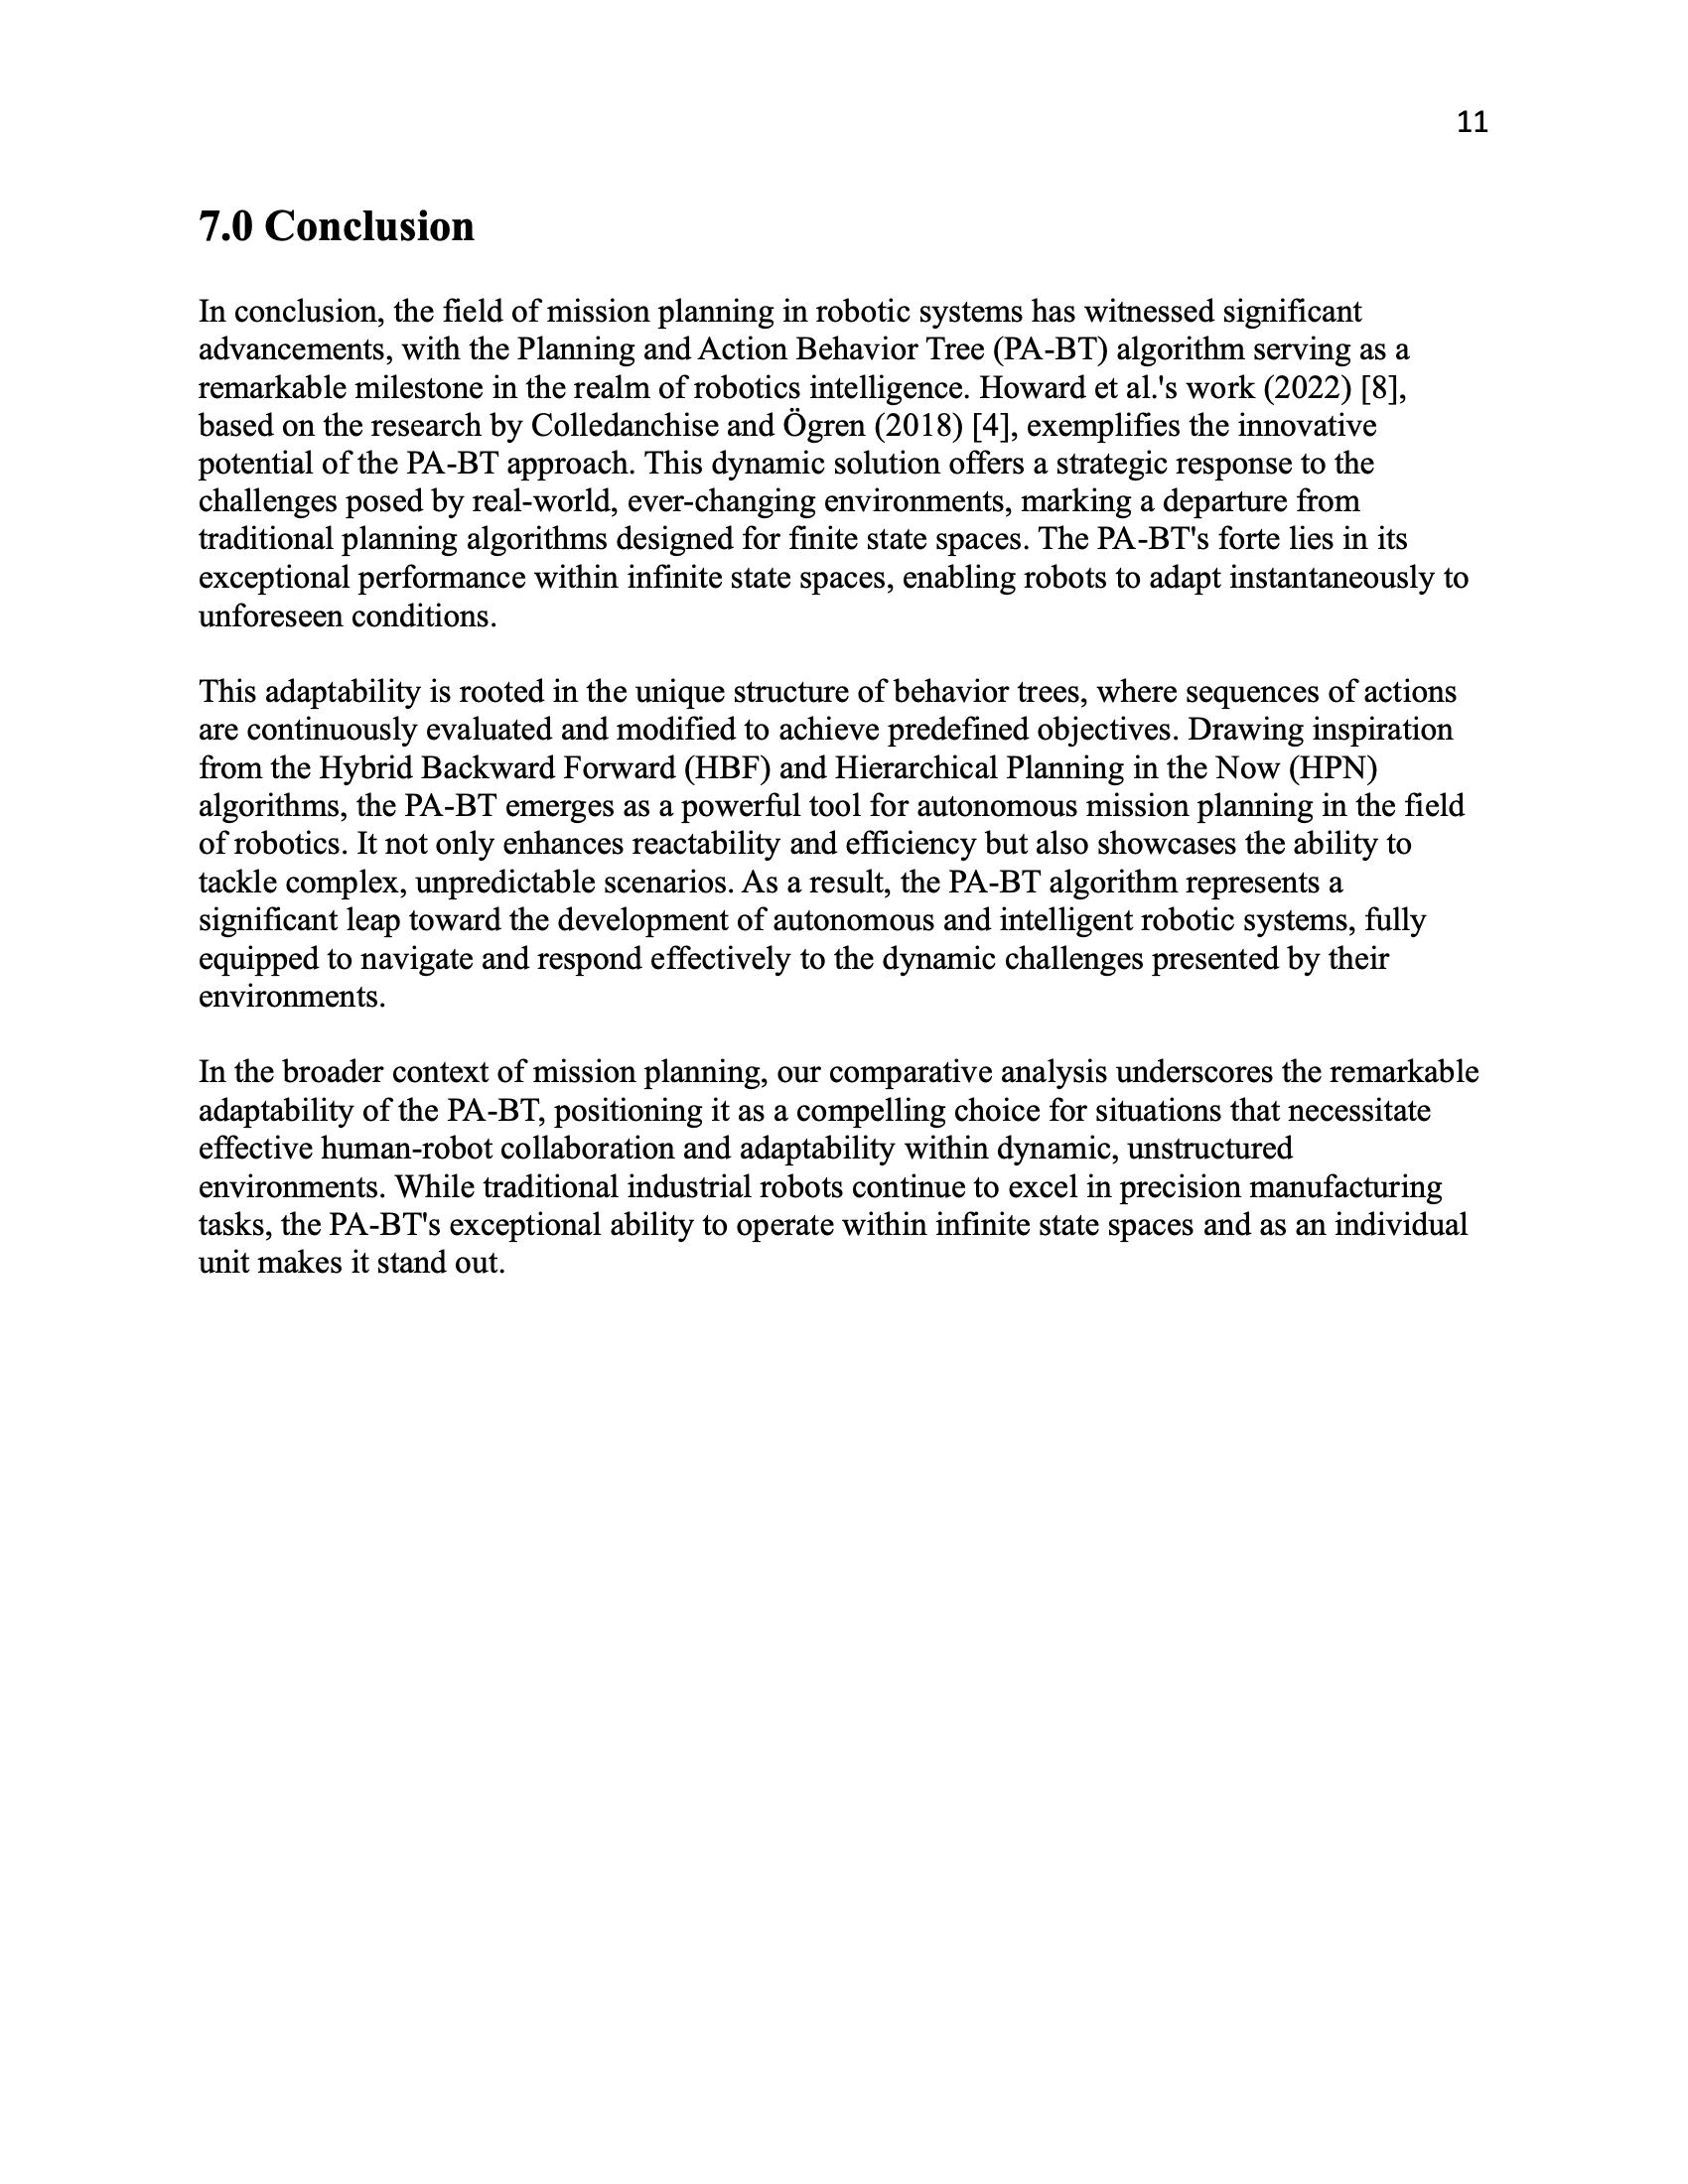 11
7.0 Conclusion
In conclusion, the field of mission planning in robotic systems has witnessed significant
advancements, with the Planning and Action Behavior Tree (PA-BT) algorithm serving as a
remarkable milestone in the realm of robotics intelligence. Howard et al.'s work (2022) [8],
based on the research by Colledanchise and Ögren (2018) [4], exemplifies the innovative
potential of the PA-BT approach. This dynamic solution offers a strategic response to the
challenges posed by real-world, ever-changing environments, marking a departure from
traditional planning algorithms designed for finite state spaces. The PA-BT's forte lies in its
exceptional performance within infinite state spaces, enabling robots to adapt instantaneously to
unforeseen conditions.
This adaptability is rooted in the unique structure of behavior trees, where sequences of actions
are continuously evaluated and modified to achieve predefined objectives. Drawing inspiration
from the Hybrid Backward Forward (HBF) and Hierarchical Planning in the Now (HPN)
algorithms, the PA-BT emerges as a powerful tool for autonomous mission planning in the field
of robotics. It not only enhances reactability and efficiency but also showcases the ability to
tackle complex, unpredictable scenarios. As a result, the PA-BT algorithm represents a
significant leap toward the development of autonomous and intelligent robotic systems, fully
equipped to navigate and respond effectively to the dynamic challenges presented by their
environments.
In the broader context of mission planning, our comparative analysis underscores the remarkable
adaptability of the PA-BT, positioning it as a compelling choice for situations that necessitate
effective human-robot collaboration and adaptability within dynamic, unstructured
environments. While traditional industrial robots continue to excel in precision manufacturing
tasks, the PA-BT's exceptional ability to operate within infinite state spaces and as an individual
unit makes it stand out.